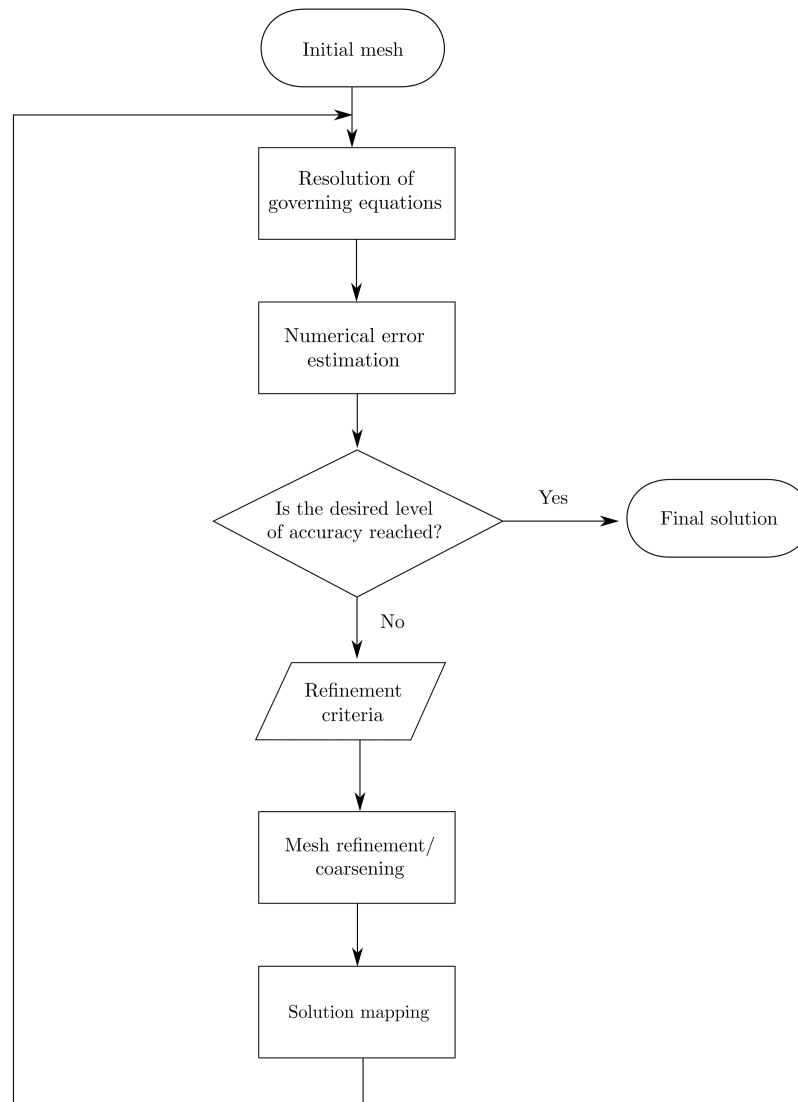 Initial mesh
Resolution of
governing equations
Numerical error
estimation
Is the desired level
of accuracy reached?
Yes
Final solution
No
Refinement
criteria
Mesh refinement/
coarsening
Solution mapping